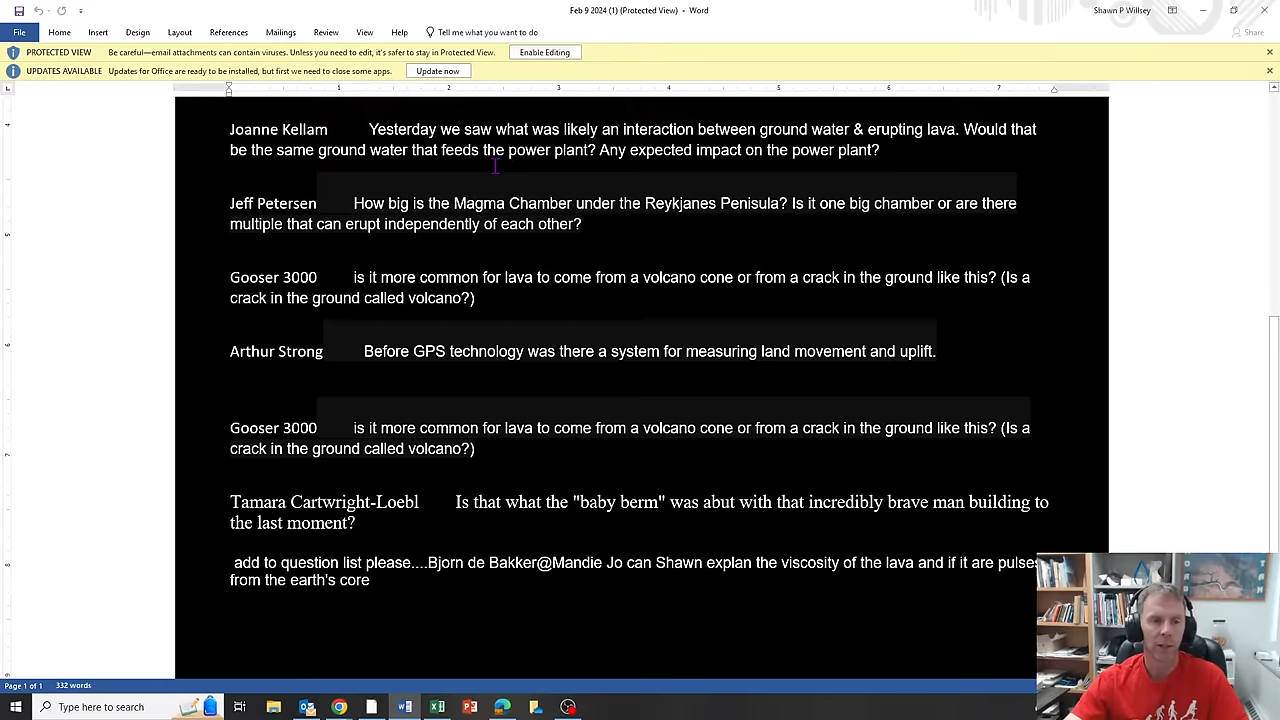 Feb 9 2024 (1) (Protected View) - Word
Shawn P Willsey
File Home Insert Design Layout References Mailings Review View Help Tell me what you want to do
Share
PROTECTED VIEW Be careful—email attachments can contain viruses. Unless you need to edit, it's safer to stay in Protected View. Enable Editing
UPDATES AVAILABLE Updates for Office are ready to be installed, but first we need to close some apps. Update now
1 2 3 4 5 6 7
Joanne Kellam Yesterday we saw what was likely an interaction between ground water & erupting lava. Would that
be the same ground water that feeds the power plant? Any expected impact on the power plant?
Jeff Petersen How big is the Magma Chamber under the Reykjanes Penisula? Is it one big chamber or are there
multiple that can erupt independently of each other?
Gooser 3000 is it more common for lava to come from a volcano cone or from a crack in the ground like this? (Is a
crack in the ground called volcano?)
Arthur Strong Before GPS technology was there a system for measuring land movement and uplift.
Gooser 3000 is it more common for lava to come from a volcano cone or from a crack in the ground like this? (Is a
crack in the ground called volcano?)
Tamara Cartwright-Loebl Is that what the "baby berm" was abut with that incredibly brave man building to
the last moment?
add to question list please....Bjorn de Bakker@Mandie Jo can Shawn explan the viscosity of the lava and if it are pulses
from the earth's core
Page 1 of 1 332 words
Type here to search